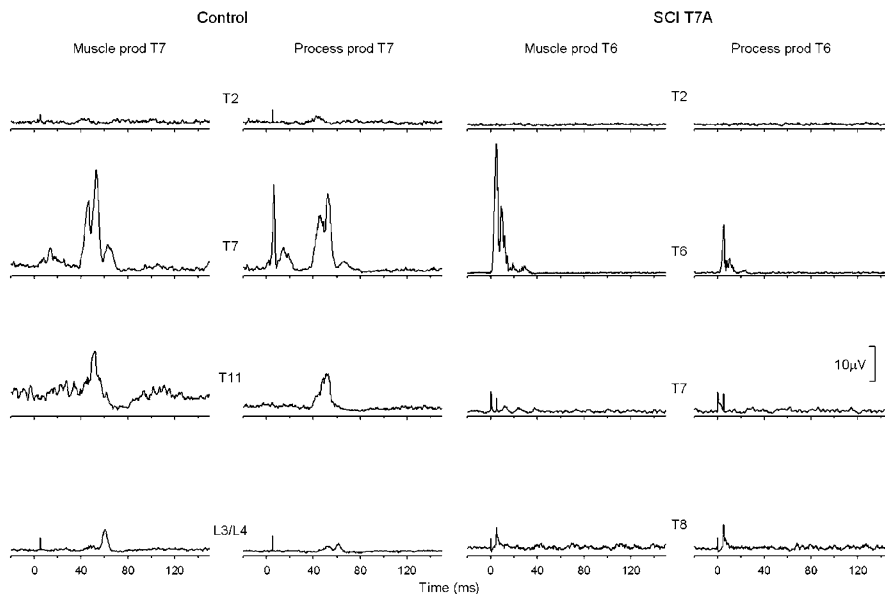 Control SCI T7A
Muscle prod T7 Process prod T7 Muscle prod T6 Process prod T6
T2 T2
T7 T6
T11 T7 10µV
L3/L4 T8
0 40 80 120 0 40 80 120 0 40 80 120 0 40 80 120
Time (ms)